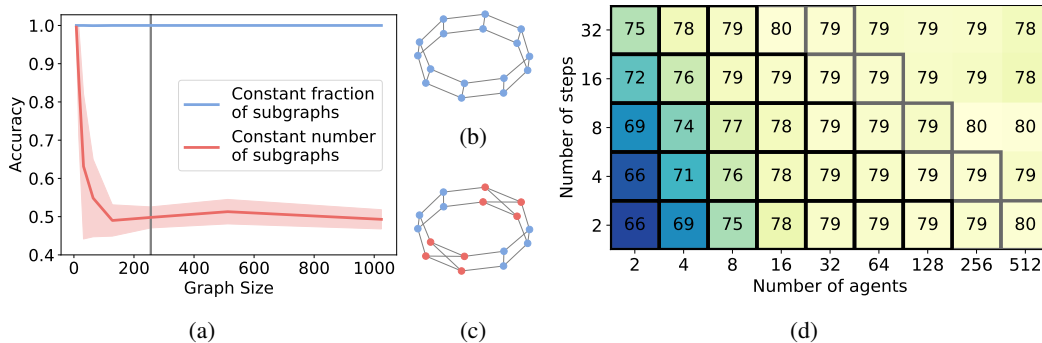 1.0
0.9
0.8
0.7
0.6
0.5
0.4
Accuracy
Constant fraction
of subgraphs
Constant number
of subgraphs
0 200 400 600 800 1000
Graph Size
(a)
(b)
(c)
Number of steps
32 75 78 79 80 79 79 79 79 78
16 72 76 79 79 79 79 79 79 78
8 69 74 77 78 79 79 79 80 80
4 66 71 76 78 79 79 79 79 79
2 66 69 75 78 79 79 79 79 80
2 4 8 16 32 64 128 256 512
Number of agents
(d)